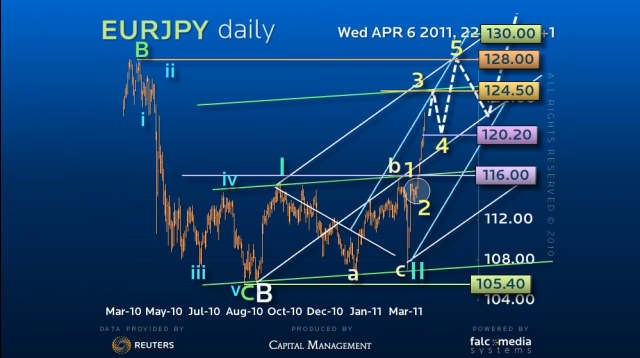 EURJPY daily
Wed APR 6 2011, 22
+1
130.00
B
5
128.00
ii
3
124.50
i
4
120.20
b
1
I
iv
116.00
2
112.00
iii
a
c
II
108.00
v
C
B
105.40
104.00
Mar-10 May-10 Jul-10 Aug-10 Oct-10 Dec-10 Jan-11 Mar-11
ALL RIGHTS RESERVED © 2010
DATA PROVIDED BY
PRODUCED BY
POWERED BY
REUTERS
CAPITAL MANAGEMENT
falc media
systems